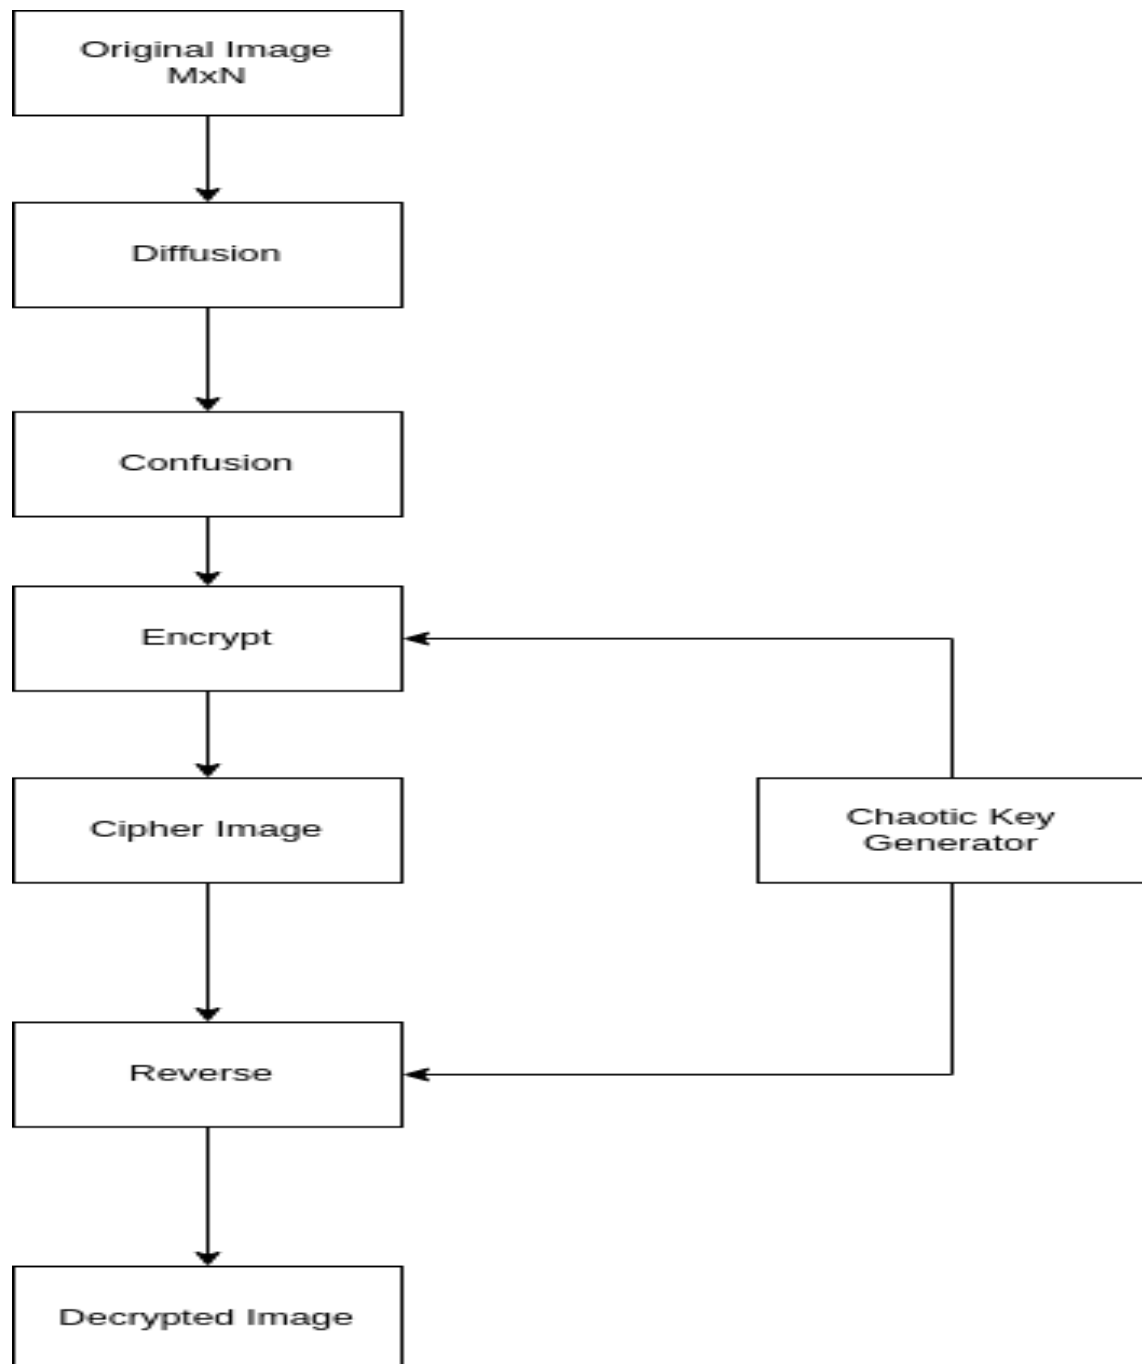 Original Image
MxN
Diffusion
Confusion
Encrypt
Cipher Image
Chaotic Key
Generator
Reverse
Decrypted Image